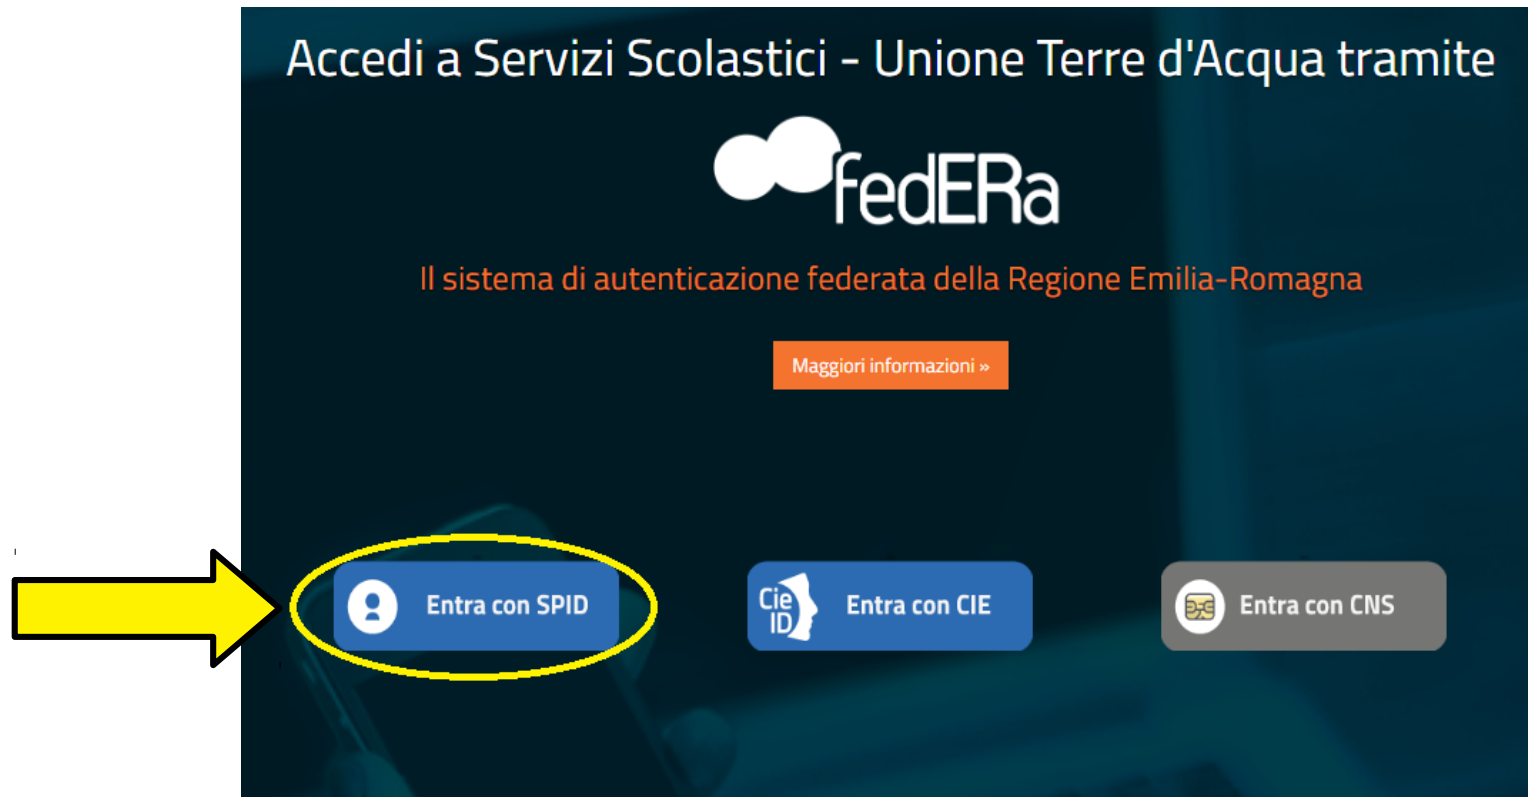 Accedi a Servizi Scolastici - Unione Terre d'Acqua tramite
fedERa
Il sistema di autenticazione federata della Regione Emilia-Romagna
Maggiori informazioni »
Entra con SPID
Cie ID Entra con CIE
Entra con CNS